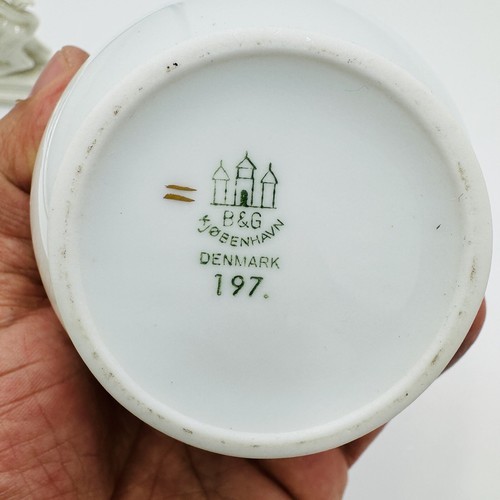 B&G
KJØBENHAVN
DENMARK
197.